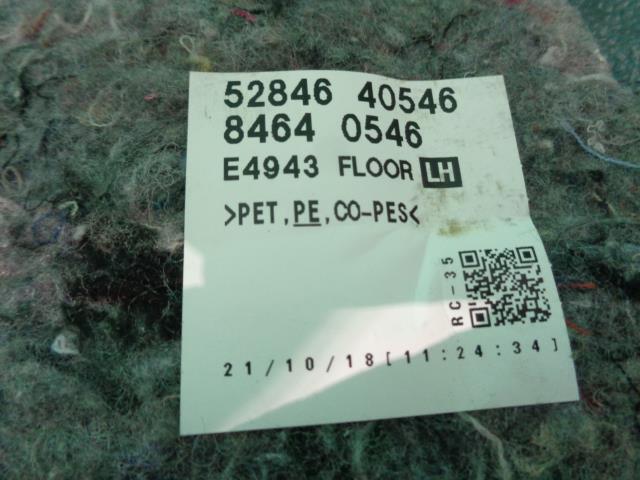 52846 40546
8464 0546
E4943 FLOOR LH
>PET,PE,CO-PES<
RC-35
21/10/18[11:24:34]